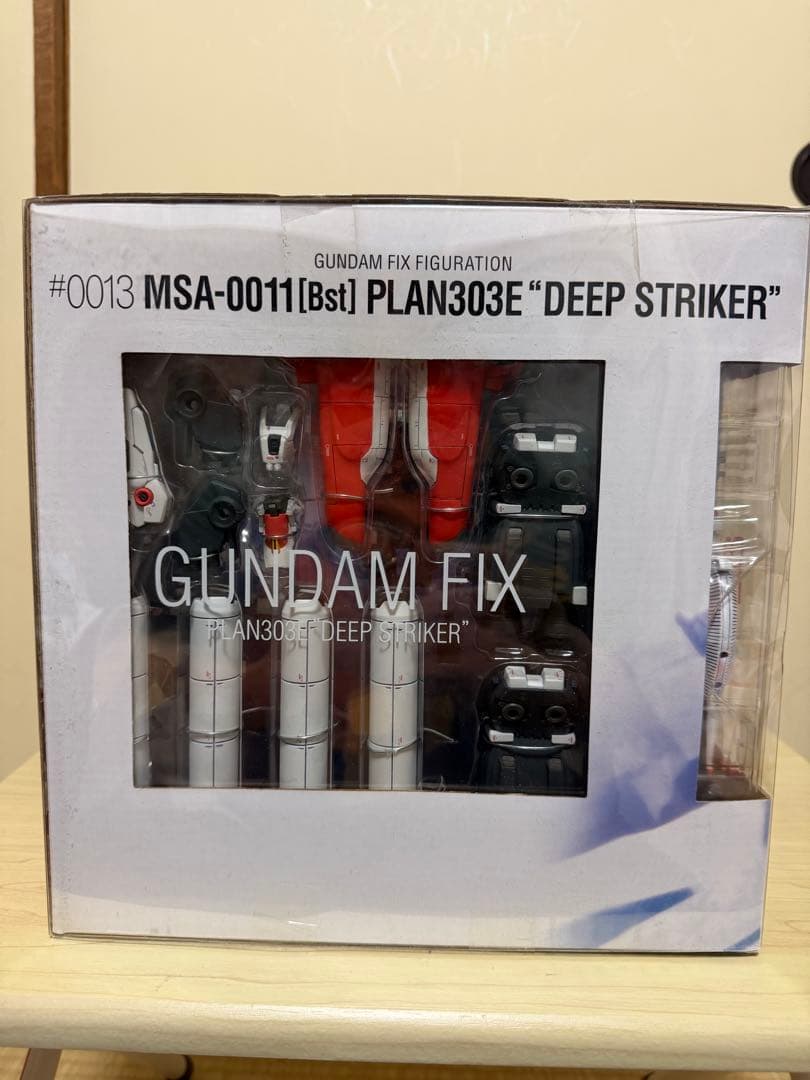 GUNDAM FIX FIGURATION
#0013 MSA-0011[Bst] PLAN303E “DEEP STRIKER”
GUNDAM FIX
PLAN303E “DEEP STRIKER”